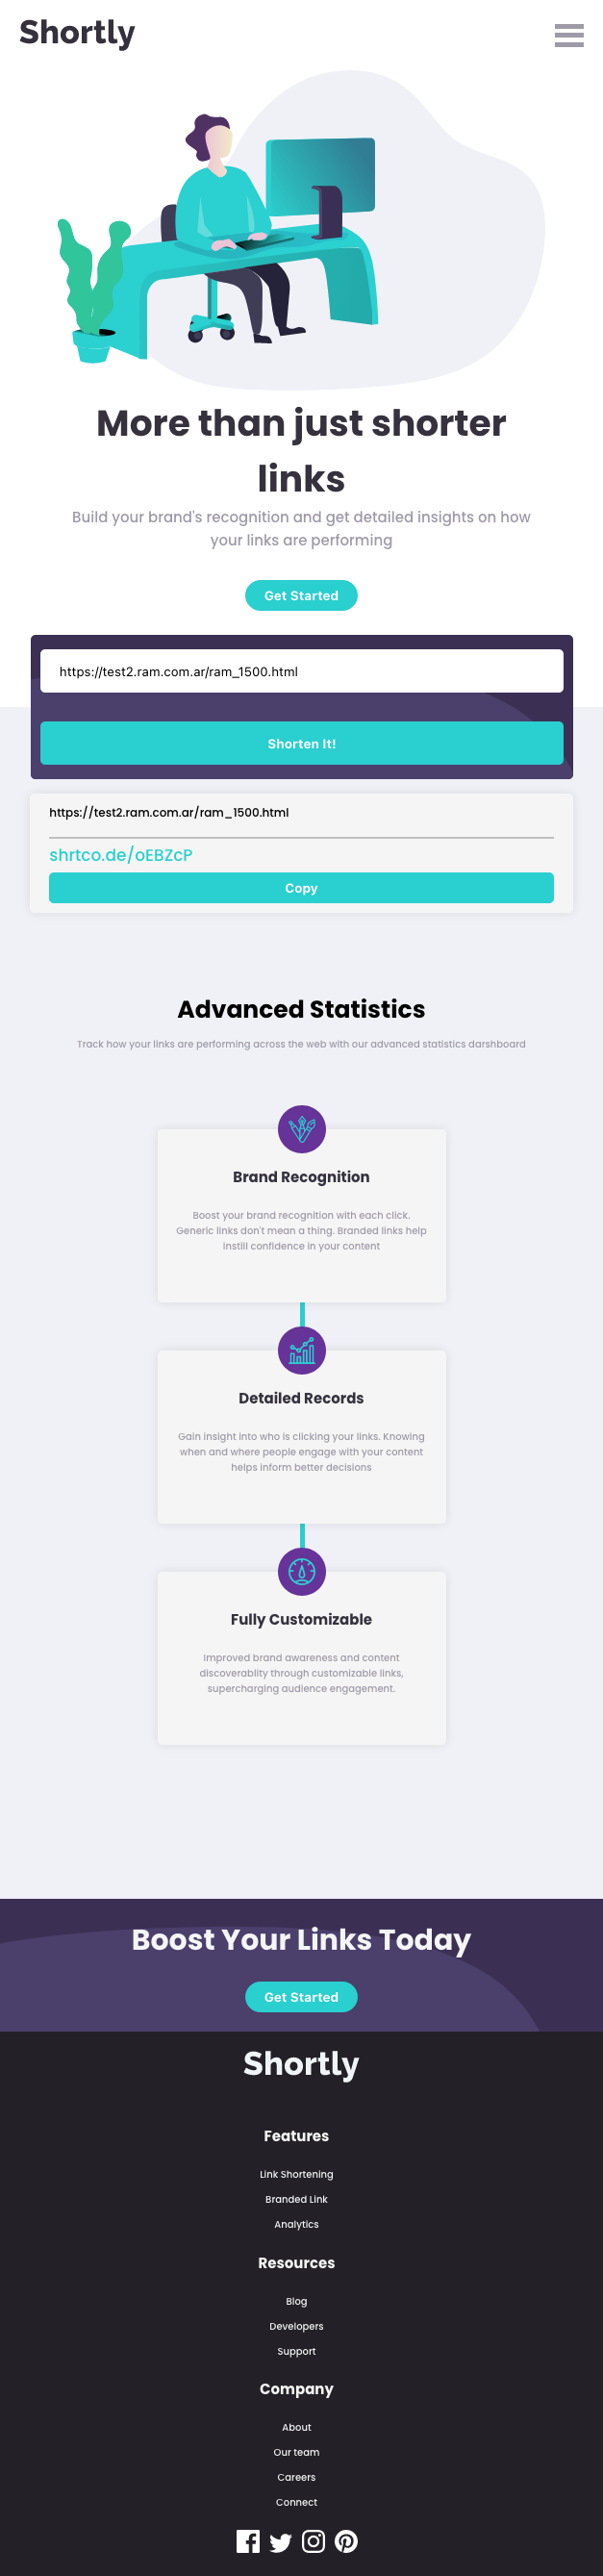 Shortly
More than just shorter
links
Build your brand's recognition and get detailed insights on how
your links are performing
Get Started
https://test2.ram.com.ar/ram_1500.html
Shorten It!
https://test2.ram.com.ar/ram_1500.html
shrtco.de/oEBZcP
Copy
Advanced Statistics
Track how your links are performing across the web with our advanced statistics darshboard
Brand Recognition
Boost your brand recognition with each click.
Generic links don't mean a thing. Branded links help
instill confidence in your content
Detailed Records
Gain insight into who is clicking your links. Knowing
when and where people engage with your content
helps inform better decisions
Fully Customizable
Improved brand awareness and content
discoverablity through customizable links,
supercharging audience engagement.
Boost Your Links Today
Get Started
Shortly
Features
Link Shortening
Branded Link
Analytics
Resources
Blog
Developers
Support
Company
About
Our team
Careers
Connect